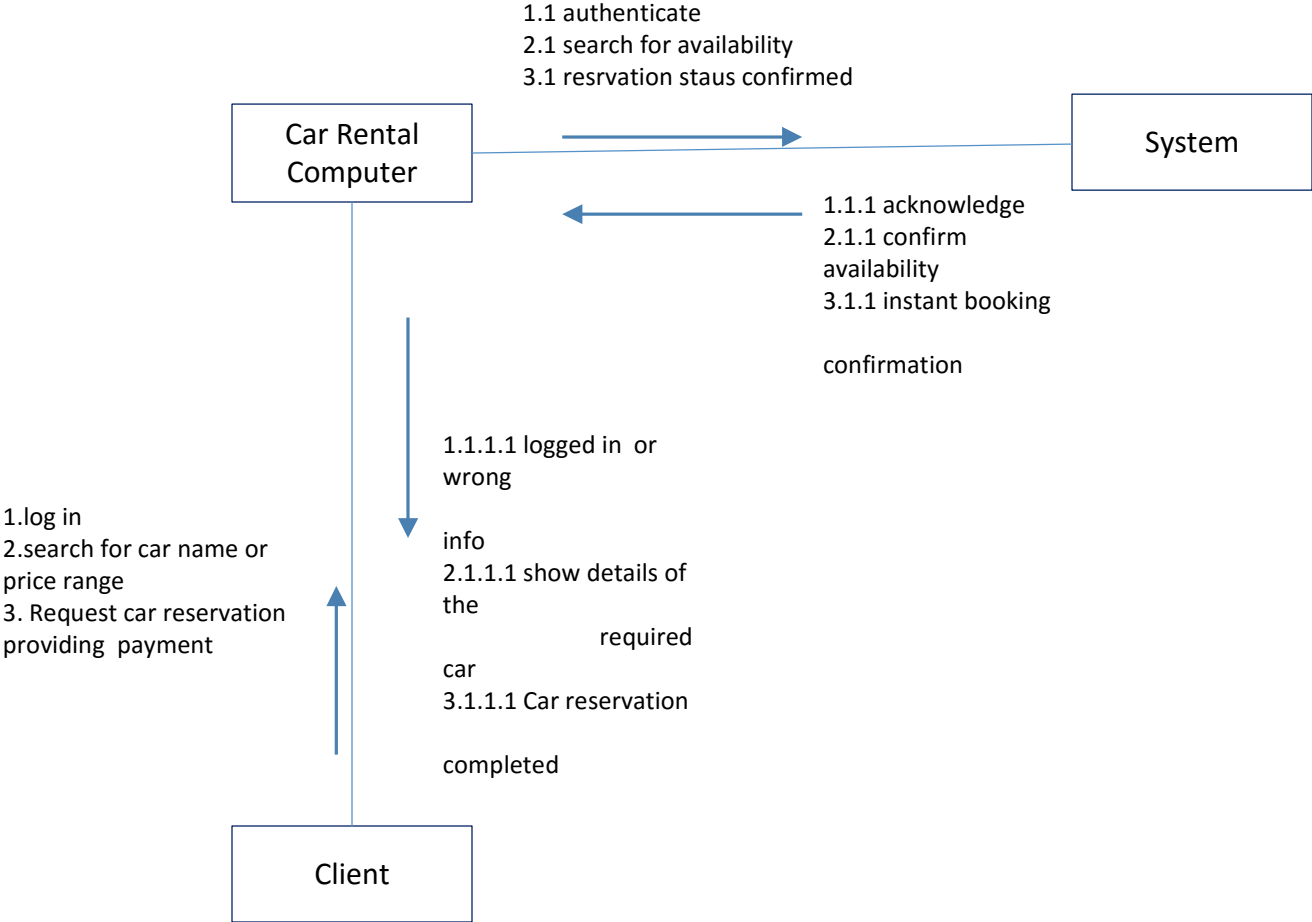 1.1 authenticate
2.1 search for availability
3.1 resrvation staus confirmed
Car Rental
Computer
System
1.1.1 acknowledge
2.1.1 confirm
availability
3.1.1 instant booking
confirmation
1.1.1.1 logged in  or
wrong
info
2.1.1.1 show details of
the
required
car
3.1.1.1 Car reservation
completed
1.log in
2.search for car name or
price range
3. Request car reservation
providing  payment
Client